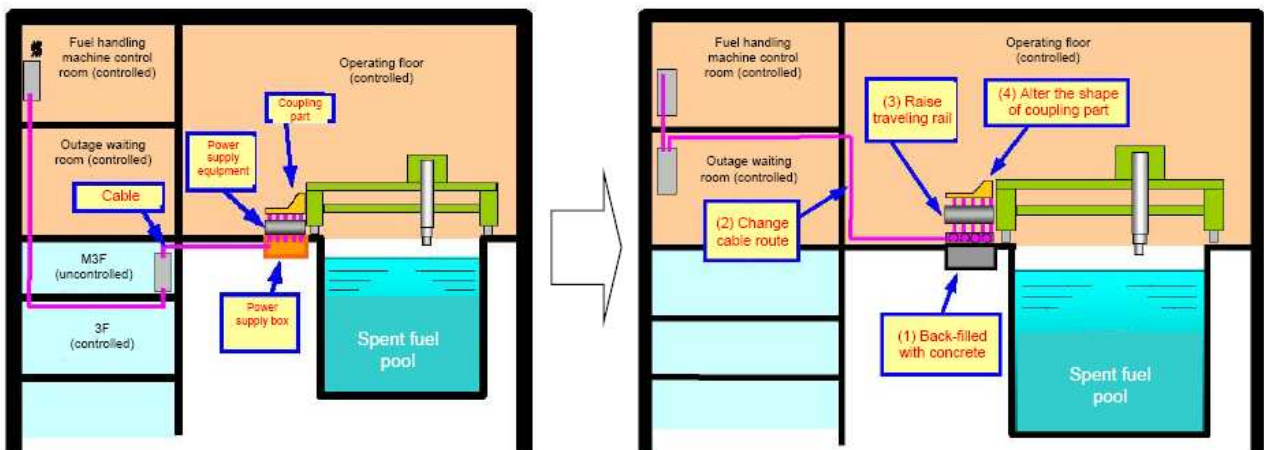 Fuel handling
machine control
room (controlled)
Operating floor
(controlled)
Coupling
part
Outage waiting
room (controlled)
Power
supply
equipment
Cable
M3F
(uncontrolled)
Power
supply box
3F
(controlled)
Spent fuel
pool
Fuel handling
machine control
room (controlled)
Operating floor
(controlled)
(3) Raise
traveling rail
(4) Alter the shape
of coupling part
Outage waiting
room (controlled)
(2) Change
cable route
(1) Back-filled
with concrete
Spent fuel
pool